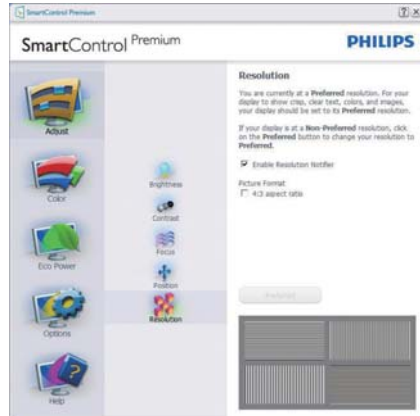 SmartControl Premium
SmartControl Premium
PHILIPS
Adjust
Color
Eco Power
Options
Help
Brightness
Contrast
Focus
Position
Resolution
Resolution
You are currently at a Preferred resolution. For your
display to show crisp, clear text, colors, and images,
your display should be set to its Preferred resolution.
If your display is at a Non-Preferred resolution, click
on the Preferred button to change your resolution to
Preferred.
Enable Resolution Notifier
Picture Format
4:3 aspect ratio
Preferred